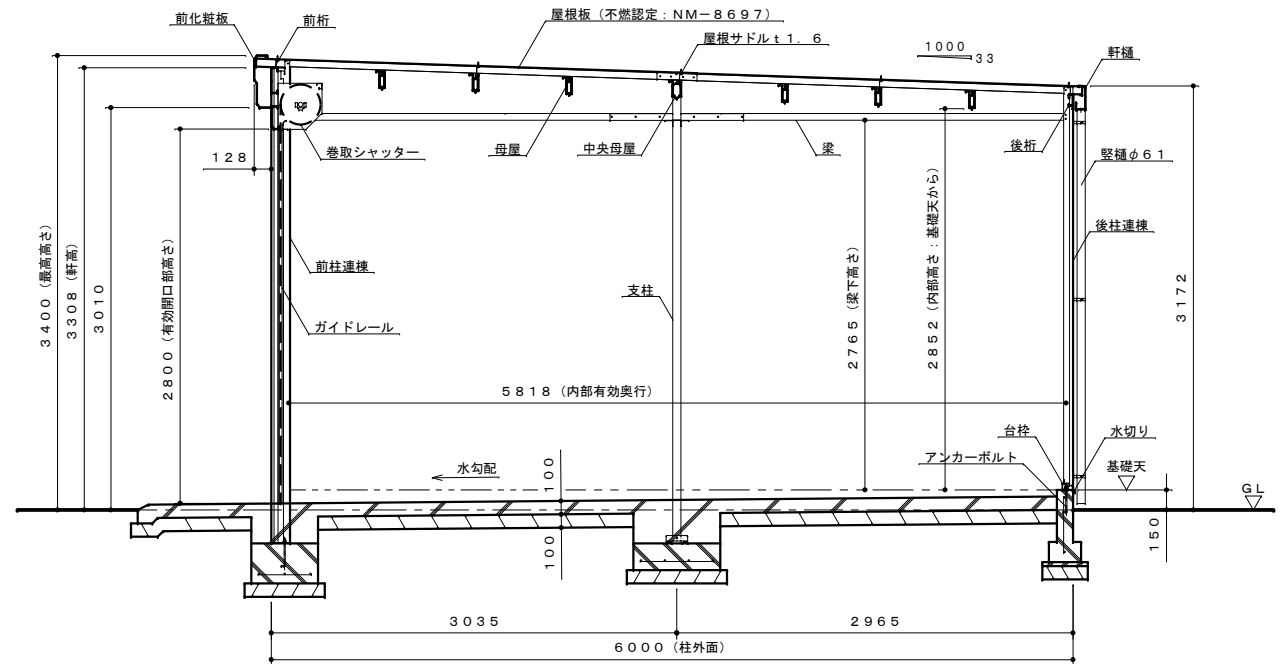 屋根板（不燃認定：NM－8697）
前化粧板
前桁
屋根サドルｔ1．6
1000
33
軒樋
巻取シャッター
母屋
中央母屋
梁
後桁
竪樋φ61
128
3400（最高高さ）
3308（軒高）
3010
2800（有効開口部高さ）
前柱連棟
ガイドレール
支柱
2765（梁下高さ）
2852（内部高さ：基礎天から）
後柱連棟
3172
5818（内部有効奥行）
台枠
水切り
アンカーボルト
基礎天
水勾配
100
100
GL
150
3035
2965
6000（柱外面）